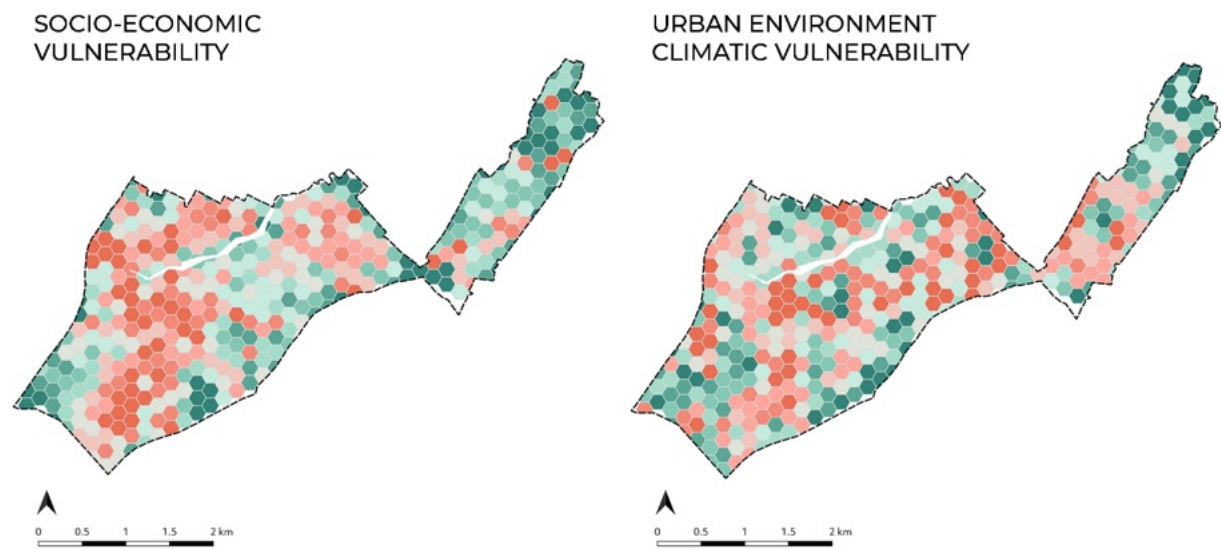 SOCIO-ECONOMIC
VULNERABILITY
URBAN ENVIRONMENT
CLIMATIC VULNERABILITY
0 0.5 1 1.5 2 km
0 0.5 1 1.5 2 km